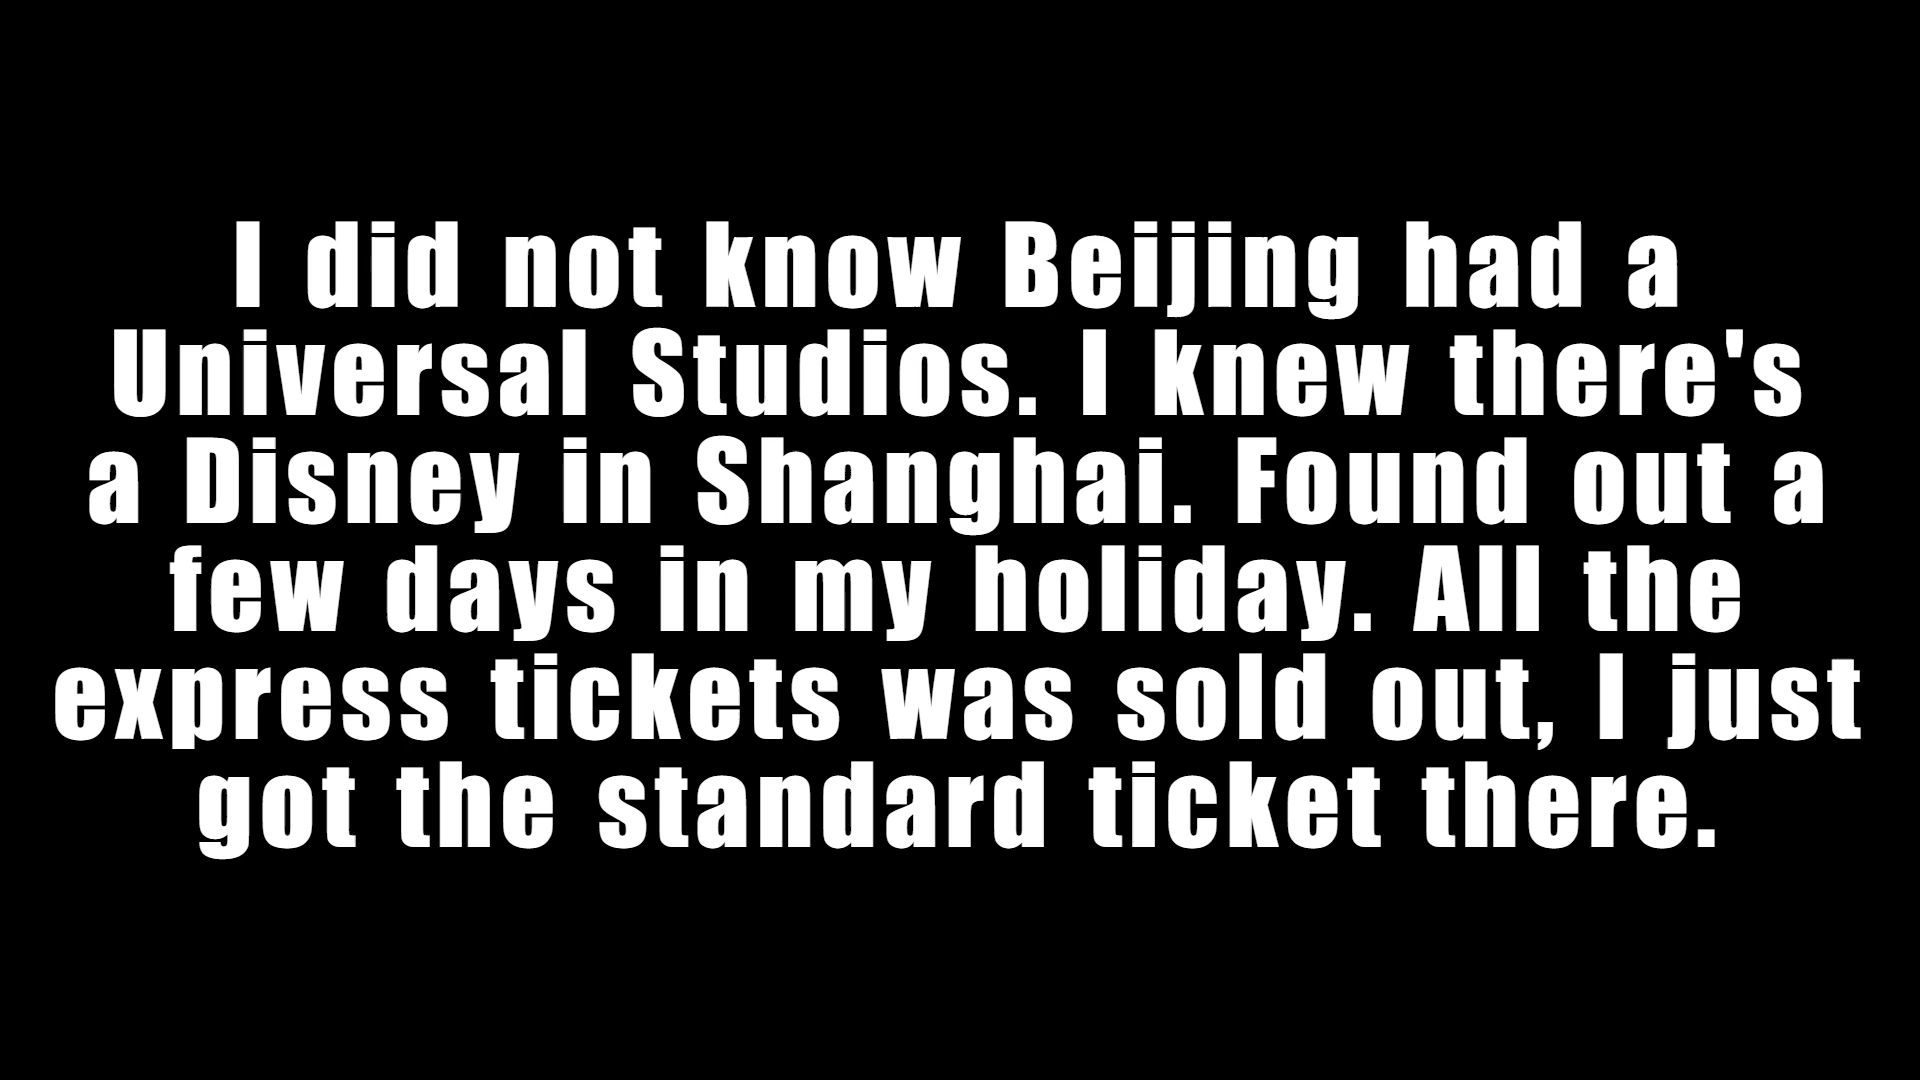 I did not know Beijing had a
Universal Studios. I knew there's
a Disney in Shanghai. Found out a
few days in my holiday. All the
express tickets was sold out, I just
got the standard ticket there.